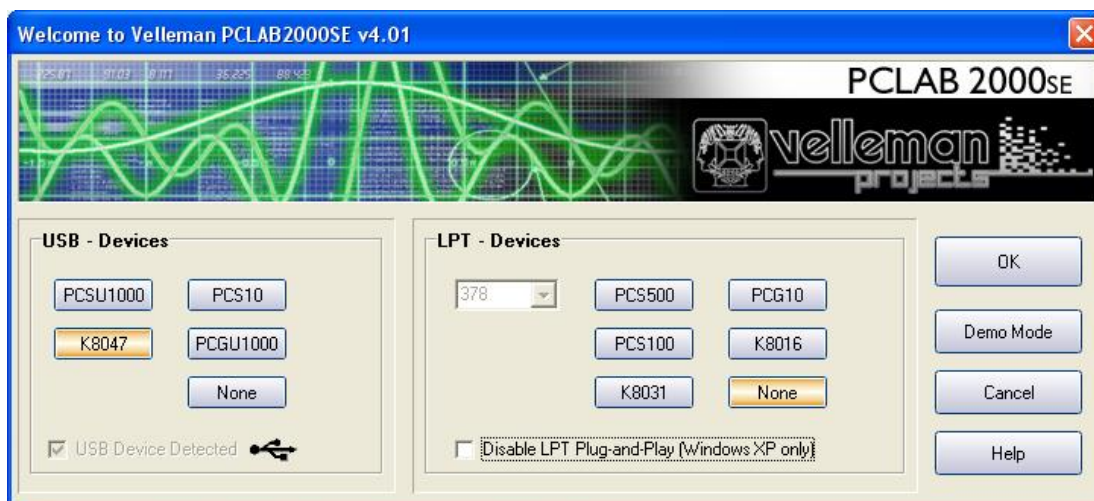 Welcome to Velleman PCLAB2000SE v4.01
PCLAB 2000SE
velleman
projects
USB - Devices
PCSU1000
PCS10
K8047
PCGU1000
None
USB Device Detected
LPT - Devices
378
PCS500
PCG10
PCS100
K8016
K8031
None
Disable LPT Plug-and-Play (Windows XP only)
OK
Demo Mode
Cancel
Help